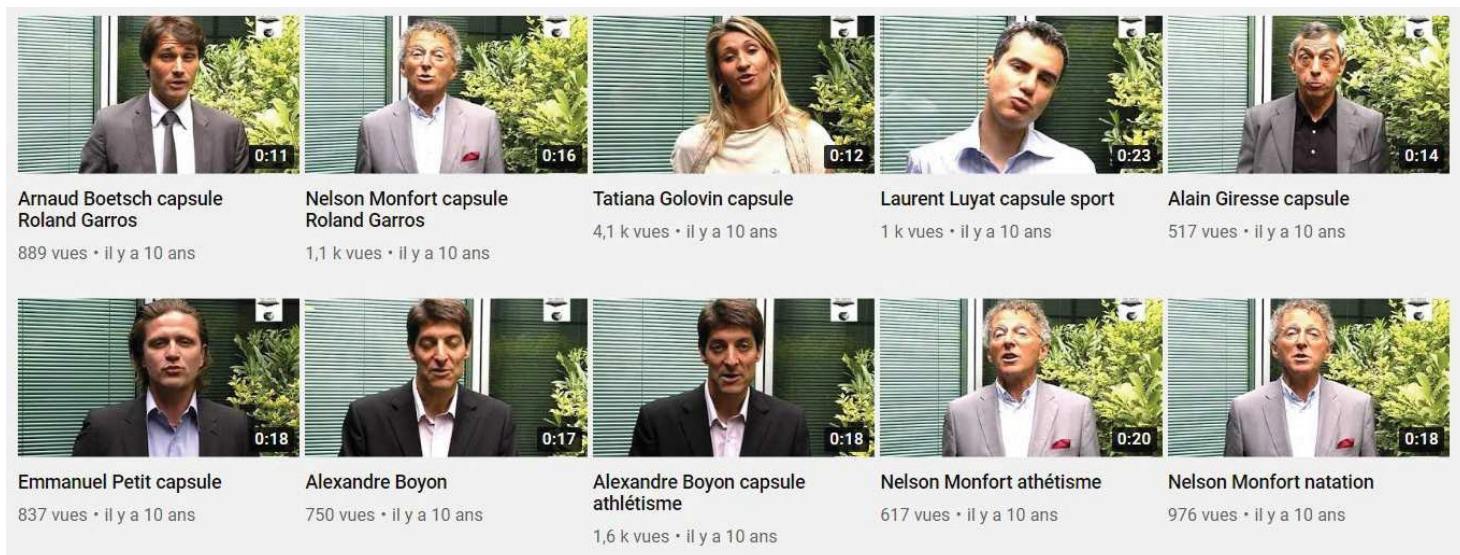 0:11
0:16
0:12
0:23
0:14
Arnaud Boetsch capsule
Roland Garros
889 vues • il y a 10 ans
Nelson Monfort capsule
Roland Garros
1,1 k vues • il y a 10 ans
Tatiana Golovin capsule
4,1 k vues • il y a 10 ans
Laurent Luyat capsule sport
1 k vues • il y a 10 ans
Alain Giresse capsule
517 vues • il y a 10 ans
0:18
0:17
0:18
0:20
0:18
Emmanuel Petit capsule
837 vues • il y a 10 ans
Alexandre Boyon
750 vues • il y a 10 ans
Alexandre Boyon capsule
athlétisme
1,6 k vues • il y a 10 ans
Nelson Monfort athétisme
617 vues • il y a 10 ans
Nelson Monfort natation
976 vues • il y a 10 ans